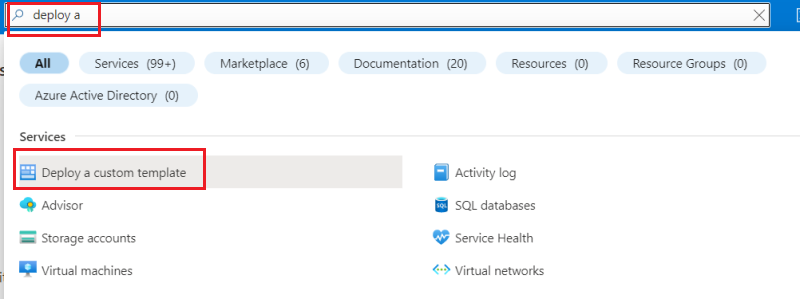 deploy a
All Services (99+) Marketplace (6) Documentation (20) Resources (0) Resource Groups (0)
Azure Active Directory (0)
Services
Deploy a custom template Activity log
Advisor SQL databases
Storage accounts Service Health
Virtual machines Virtual networks